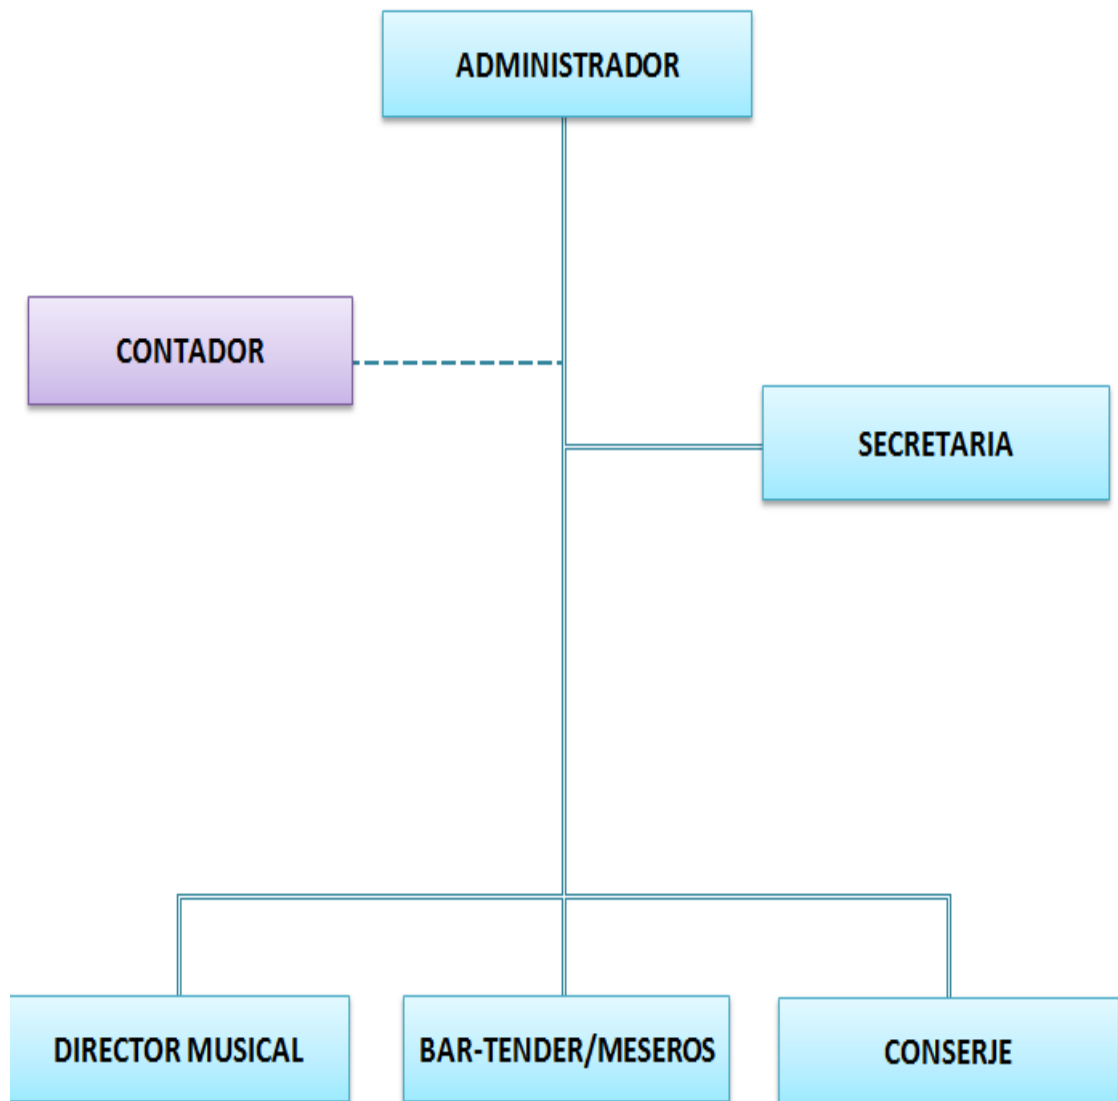 ADMINISTRADOR
CONTADOR
SECRETARIA
DIRECTOR MUSICAL
BAR-TENDER/MESEROS
CONSERJE